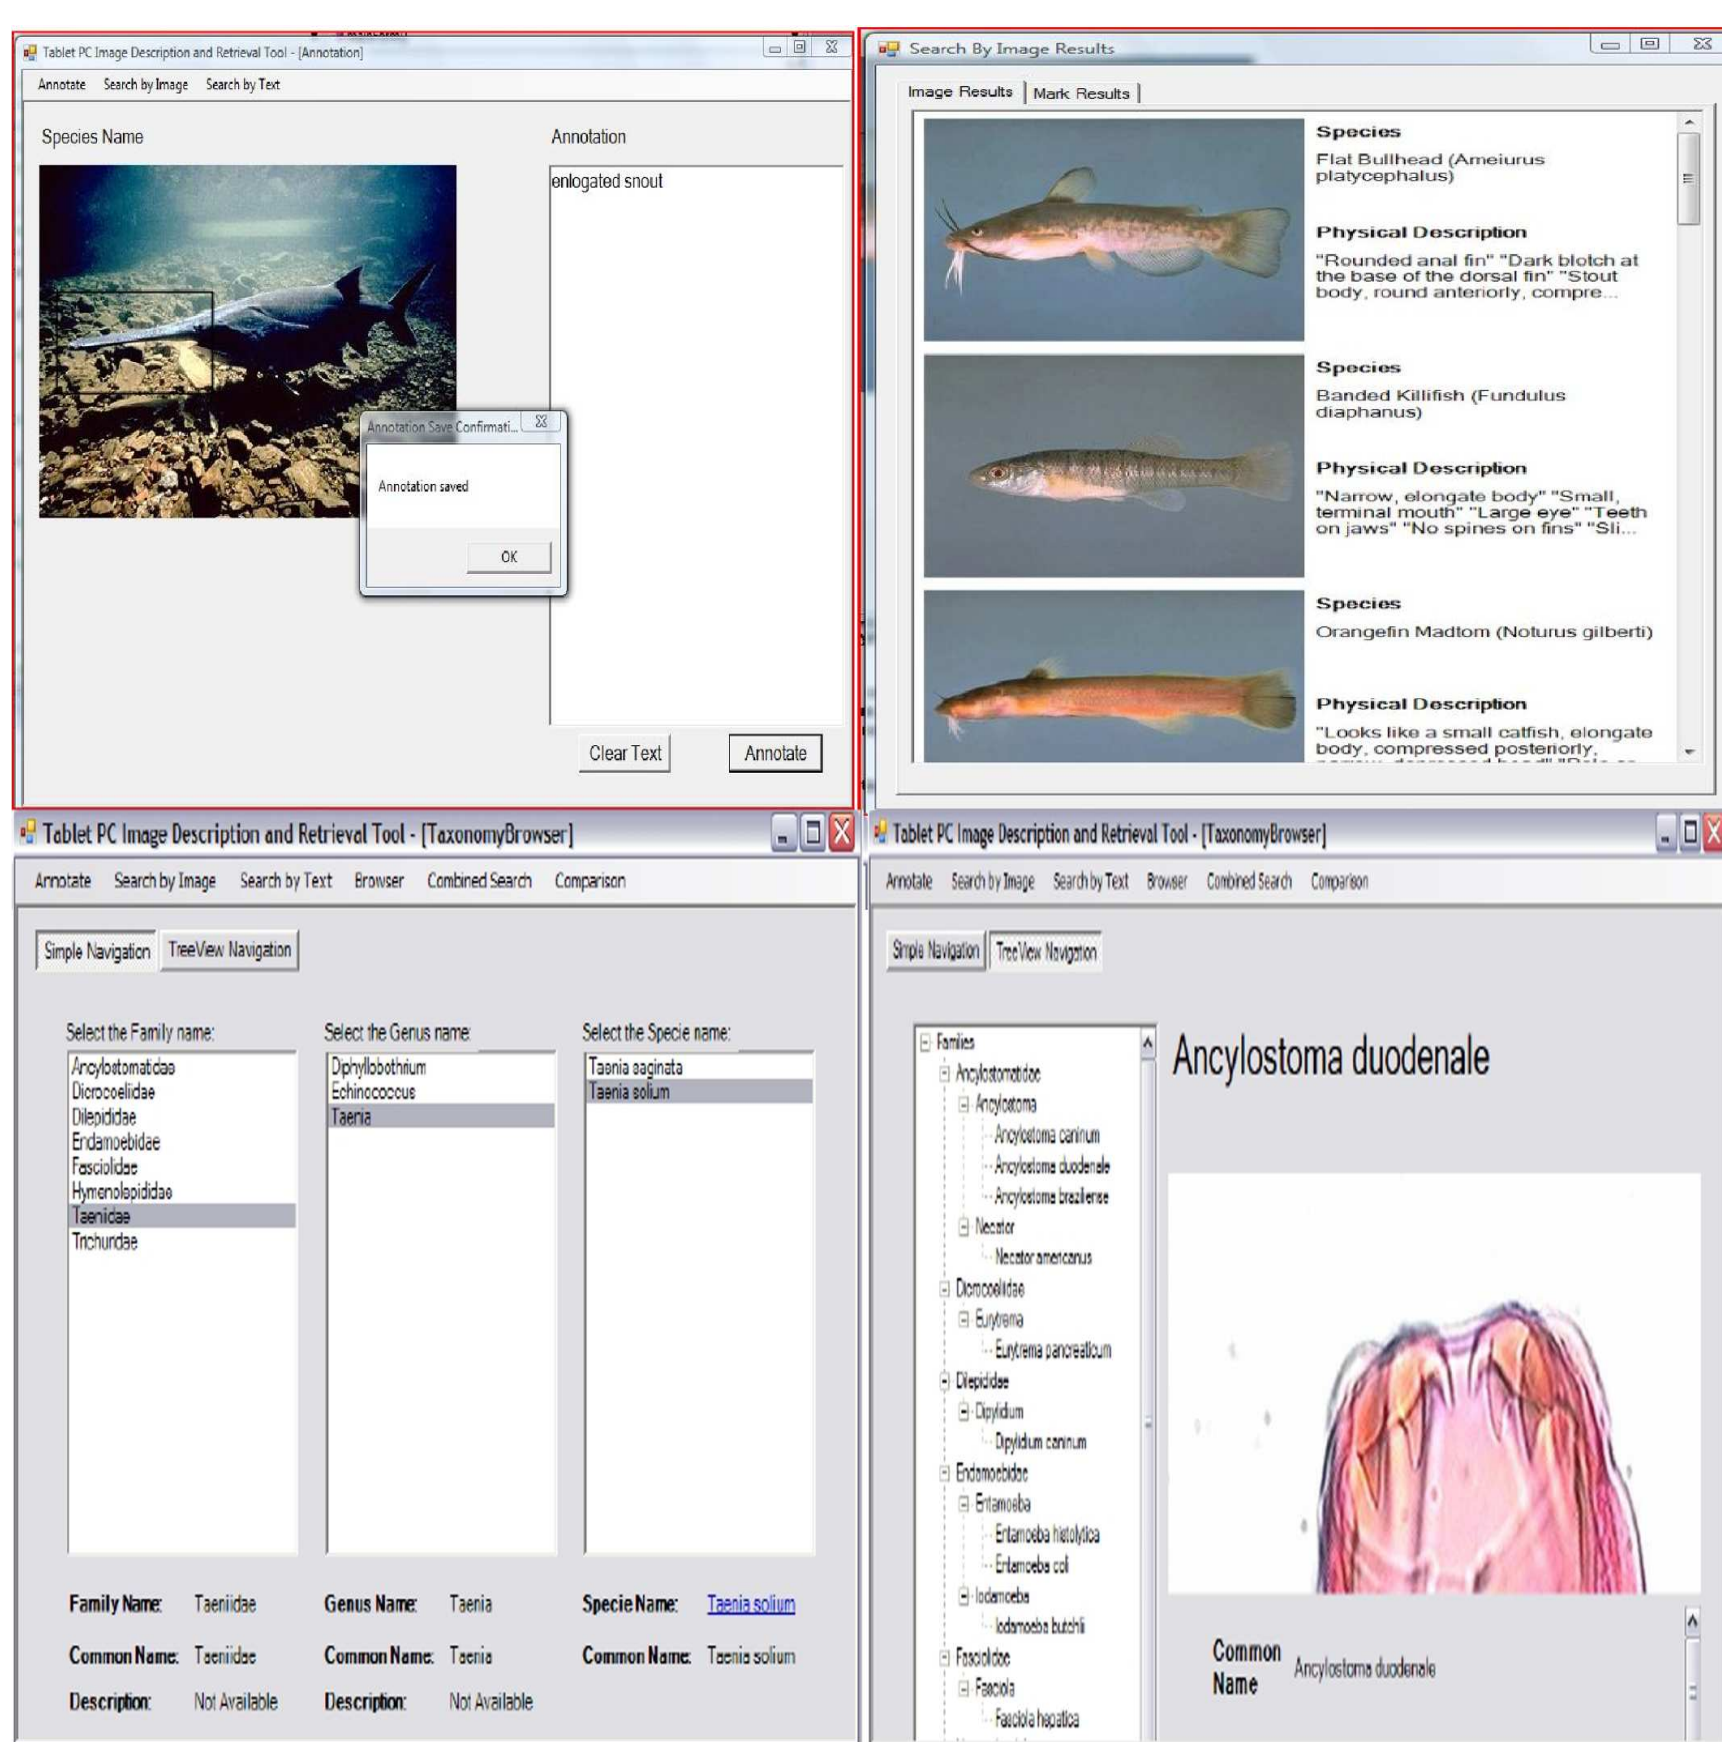 Tablet PC Image Description and Retrieval Tool - [Annotation]
Annotate Search by Image Search by Text
Species Name
Annotation
enlogated snout
Annotation Save Confirmati...
Annotation saved
OK
Clear Text Annotate
Search By Image Results
Image Results Mark Results
Species
Flat Bullhead (Ameiurus
platycephalus)
Physical Description
"Rounded anal fin" "Dark blotch at
the base of the dorsal fin" "Stout
body, round anteriorly, compre...
Species
Banded Killifish (Fundulus
diaphanus)
Physical Description
"Narrow, elongate body" "Small,
terminal mouth" "Large eye" "Teeth
on jaws" "No spines on fins" "Sli...
Species
Orangefin Madtom (Noturus gilberti)
Physical Description
"Looks like a small catfish, elongate
body, compressed posteriorly,
Tablet PC Image Description and Retrieval Tool - [TaxonomyBrowser]
Annotate Search by Image Search by Text Browser Combined Search Comparison
Simple Navigation TreeView Navigation
Select the Family name:
Ancylostomatidae
Dicrocoelidae
Dilepididae
Endamoebidae
Fasciolidae
Hymenolepididae
Taeniidae
Trichuridae
Select the Genus name:
Diphyllobothrium
Echinococcus
Taenia
Select the Specie name:
Taenia saginata
Taenia solium
Family Name: Taeniidae Genus Name: Taenia Specie Name: Taenia solium
Common Name: Taeniidae Common Name: Taenia Common Name: Taenia solium
Description: Not Available Description: Not Available
Tablet PC Image Description and Retrieval Tool - [TaxonomyBrowser]
Annotate Search by Image Search by Text Browser Combined Search Comparison
Simple Navigation TreeView Navigation
Families
Ancylostomatidae
Ancylostoma
Ancylostoma caninum
Ancylostoma duodenale
Ancylostoma braziliense
Necator
Necator americanus
Dicrocoelidae
Eurytrema
Eurytrema pancreaticum
Dilepididae
Dipylidium
Dipylidium caninum
Endamoebidae
Entamoeba
Entamoeba histolytica
Entamoeba coli
Iodamoeba
Iodamoeba butchlii
Fasciolidae
Fasciola
Fasciola hepatica
Ancylostoma duodenale
Common
Name
Ancylostoma duodenale